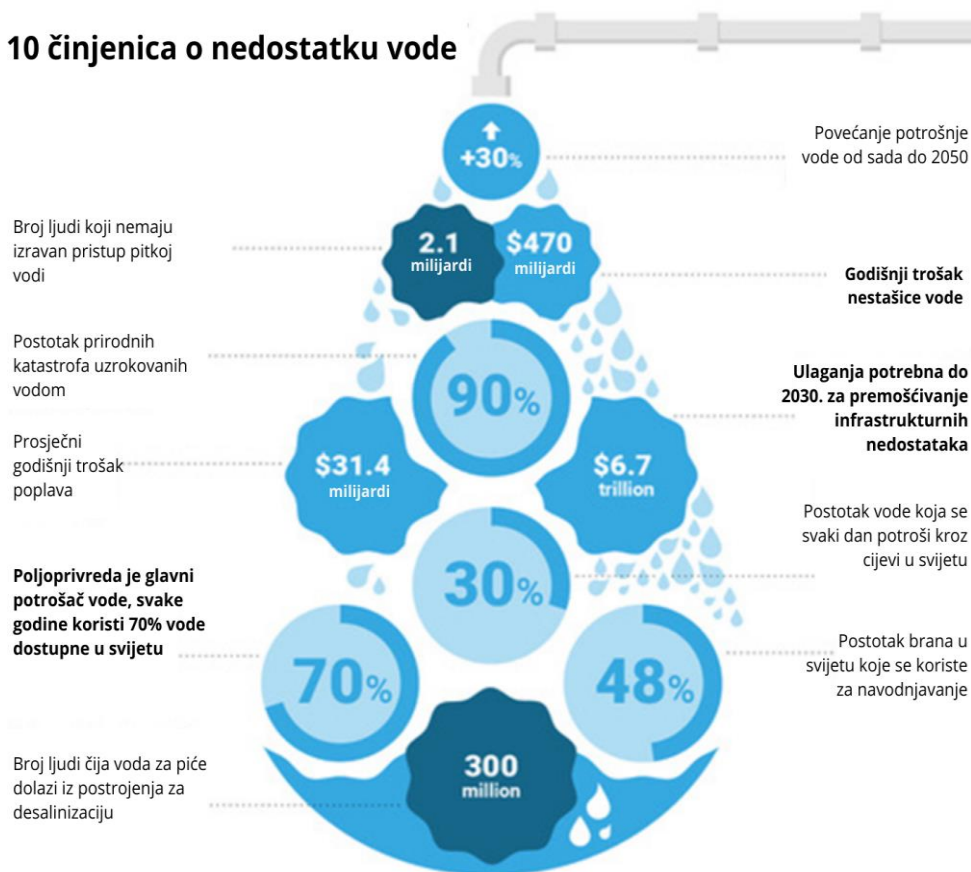 10 činjenica o nedostatku vode
+30%
Povećanje potrošnje
vode od sada do 2050
Broj ljudi koji nemaju
izravan pristup pitkoj
vodi
2.1
milijardi
$470
milijardi
Godišnji trošak
nestašice vode
Postotak prirodnih
katastrofa uzrokovanih
vodom
90%
Ulaganja potrebna do
2030. za premošćivanje
infrastrukturnih
nedostataka
Prosječni
godišnji trošak
poplava
$31.4
milijardi
$6.7
trillion
Postotak vode koja se
svaki dan potroši kroz
cijevi u svijetu
30%
Poljoprivreda je glavni
potrošač vode, svake
godine koristi 70% vode
dostupne u svijetu
70%
48%
Postotak brana u
svijetu koje se koriste
za navodnjavanje
Broj ljudi čija voda za piće
dolazi iz postrojenja za
desalinizaciju
300
million